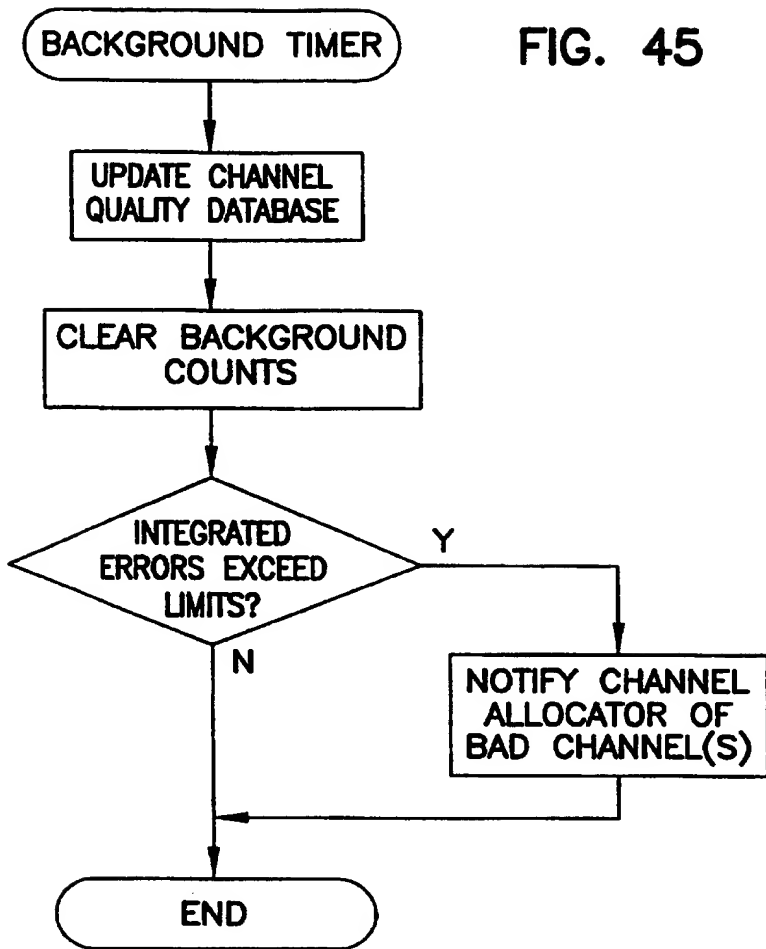 BACKGROUND TIMER
FIG. 45
UPDATE CHANNEL
QUALITY DATABASE
CLEAR BACKGROUND
COUNTS
INTEGRATED
ERRORS EXCEED
LIMITS?
Y
N
NOTIFY CHANNEL
ALLOCATOR OF
BAD CHANNEL(S)
END